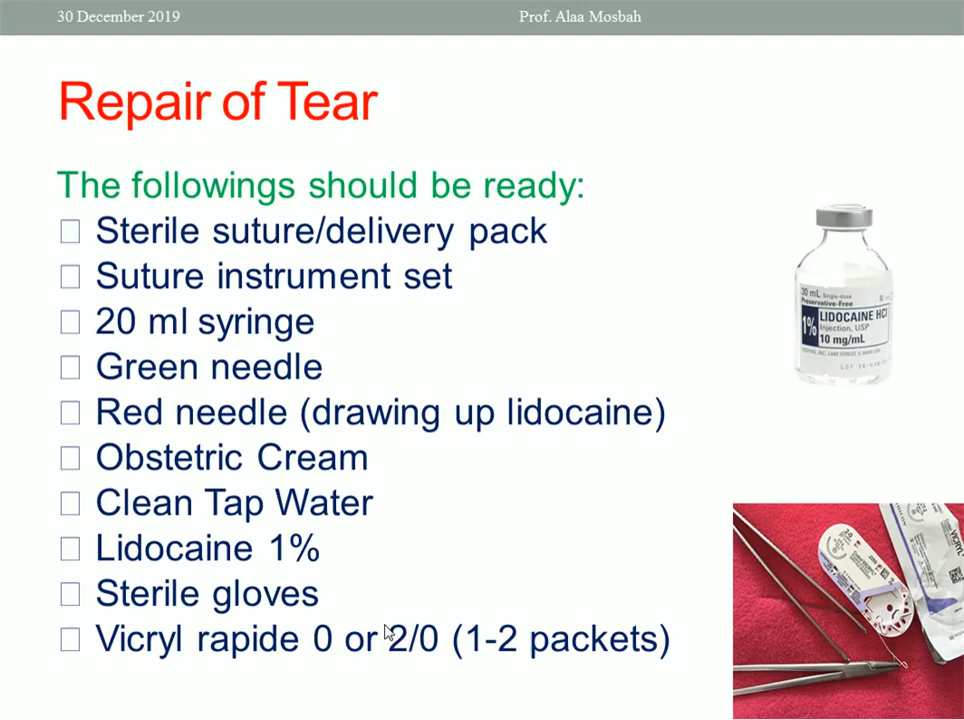 30 December 2019
Prof. Alaa Mosbah
Repair of Tear
The followings should be ready:
Sterile suture/delivery pack
Suture instrument set
20 ml syringe
Green needle
Red needle (drawing up lidocaine)
Obstetric Cream
Clean Tap Water
Lidocaine 1%
Sterile gloves
Vicryl rapide 0 or 2/0 (1-2 packets)
30 mL Single-dose
Preservative-Free
1% LIDOCAINE HCl
Injection, USP
10 mg/mL
VICRYL